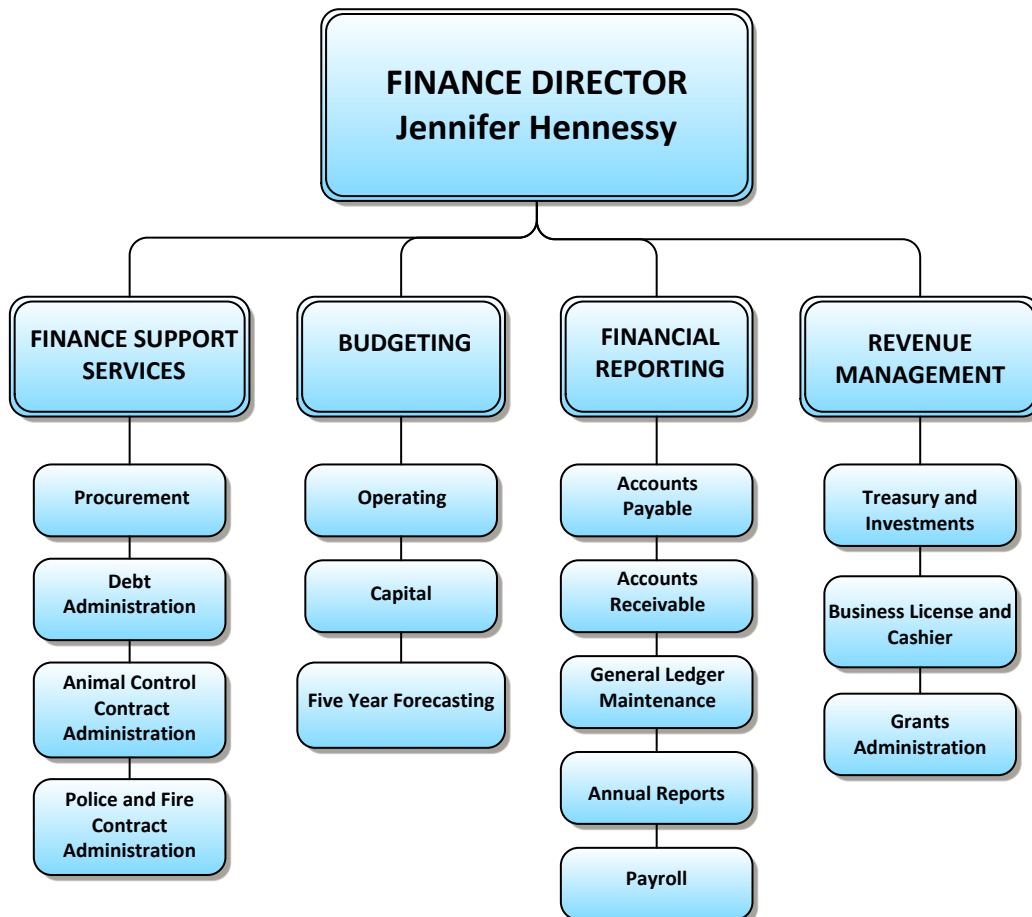 FINANCE DIRECTOR
Jennifer Hennessy
FINANCE SUPPORT
SERVICES
Procurement
Debt
Administration
Animal Control
Contract
Administration
Police and Fire
Contract
Administration
BUDGETING
Operating
Capital
Five Year Forecasting
FINANCIAL
REPORTING
Accounts
Payable
Accounts
Receivable
General Ledger
Maintenance
Annual Reports
Payroll
REVENUE
MANAGEMENT
Treasury and
Investments
Business License and
Cashier
Grants
Administration